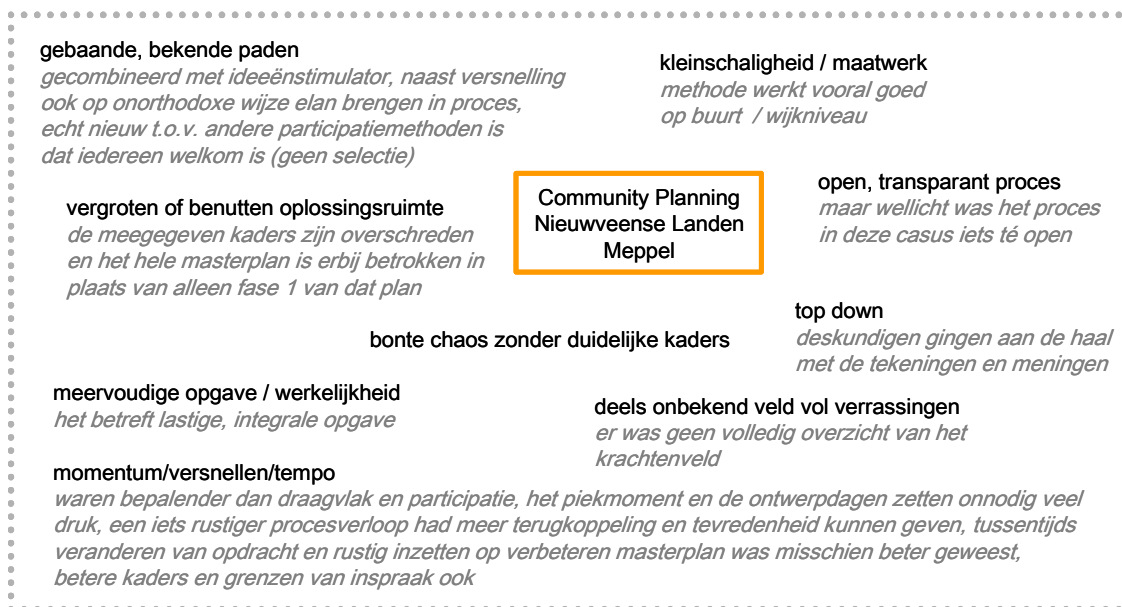 gebaande, bekende paden
gecombineerd met ideeënstimulator, naast versnelling
ook op onorthodoxe wijze elan brengen in proces,
echt nieuw t.o.v. andere participatiemethoden is
dat iedereen welkom is (geen selectie)
kleinschaligheid / maatwerk
methode werkt vooral goed
op buurt / wijkniveau
vergroten of benutten oplossingsruimte
de meegegeven kaders zijn overschreden
en het hele masterplan is erbij betrokken in
plaats van alleen fase 1 van dat plan
Community Planning
Nieuwveense Landen
Meppel
open, transparant proces
maar wellicht was het proces
in deze casus iets té open
top down
deskundigen gingen aan de haal
met de tekeningen en meningen
bonte chaos zonder duidelijke kaders
meervoudige opgave / werkelijkheid
het betreft lastige, integrale opgave
deels onbekend veld vol verrassingen
er was geen volledig overzicht van het
krachtenveld
momentum/versnellen/tempo
waren bepalender dan draagvlak en participatie, het piekmoment en de ontwerpdagen zetten onnodig veel
druk, een iets rustiger procesverloop had meer terugkoppeling en tevredenheid kunnen geven, tussentijds
veranderen van opdracht en rustig inzetten op verbeteren masterplan was misschien beter geweest,
betere kaders en grenzen van inspraak ook